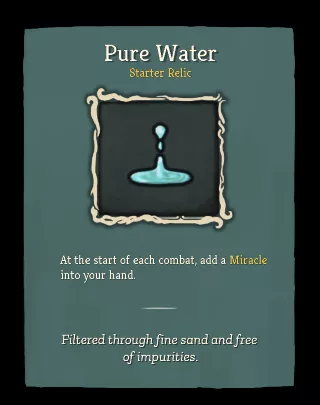 Pure Water
Starter Relic
At the start of each combat, add a Miracle
into your hand.
Filtered through fine sand and free
of impurities.